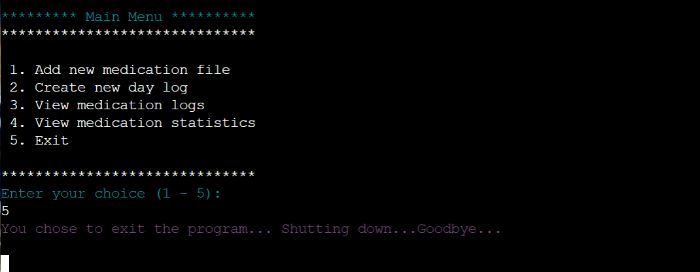 ********* Main Menu **********
******************************
1. Add new medication file
2. Create new day log
3. View medication logs
4. View medication statistics
5. Exit
******************************
Enter your choice (1 - 5):
5
You chose to exit the program... Shutting down...Goodbye...